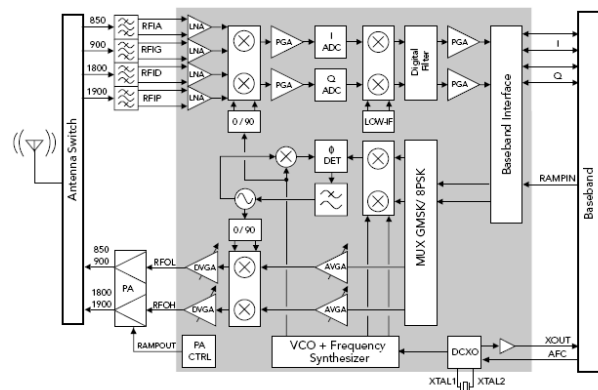 850
RFIA
LNA
900
RFIG
LNA
1800
RFID
LNA
1900
RFIP
LNA
PGA
I
ADC
PGA
PGA
Q
ADC
PGA
Digital
Filter
0 / 90
LOW-IF
Baseband Interface
I
Q
Antenna Switch
ϕ
DET
MUX GMSK/ 8PSK
RAMPIN
Baseband
0 / 90
850
900
RFOL
DVGA
AVGA
PA
1800
1900
RFOH
DVGA
AVGA
RAMPOUT
PA
CTRL
VCO + Frequency
Synthesizer
DCXO
XOUT
AFC
XTAL1
XTAL2